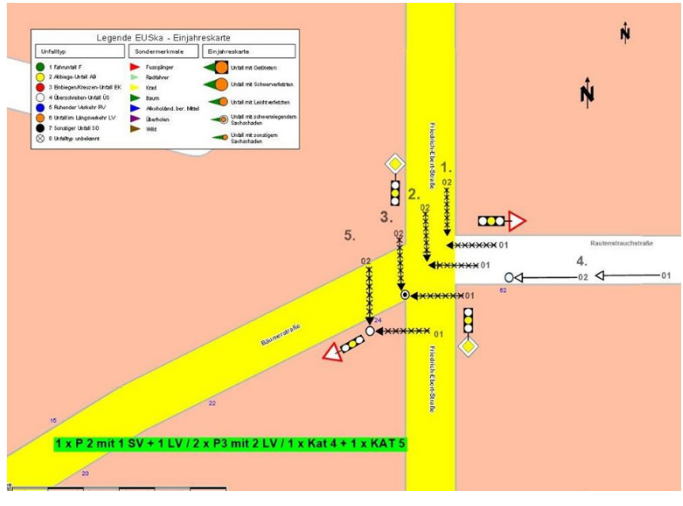 Legende EUSka - Einjahreskarte
Unfalltyp
Sondermerkmale
Einjahreskarte
1 Fahrunfall F
2 Abbiege-Unfall AB
3 Einbiegen/Kreuzen-Unfall EK
4 Überschreiten-Unfall ÜS
5 Ruhender Verkehr RV
6 Unfall im Längsverkehr LV
7 Sonstiger Unfall SO
0 Unfalltyp unbekannt
Fussgänger
Radfahrer
Krad
Baum
Alkoholeinfl. ber. Mittel
Überholen
Wild
Unfall mit Getöteten
Unfall mit Schwerverletzten
Unfall mit Leichtverletzten
Unfall mit schwerwiegendem
Sachschaden
Unfall mit sonstigem
Sachschaden
N
N
Friedrich-Ebert-Straße
1.
02
2.
02
3.
02
01
Rautenstrauchstraße
5.
02
01
4.
02
01
62
01
24
01
Bäumerstraße
Friedrich-Ebert-Straße
22
15
1 x P 2 mit 1 SV + 1 LV / 2 x P3 mit 2 LV / 1 x Kat 4 + 1 x KAT 5
20